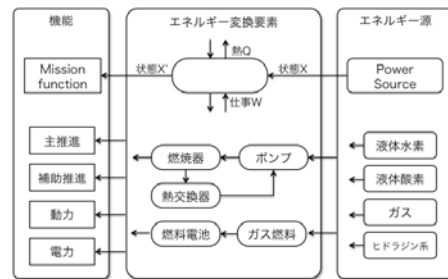 機能
エネルギー変換要素
エネルギー源
熱Q
状態X'
状態X
Mission
function
Power
Source
仕事W
主推進
補助推進
動力
電力
燃焼器
ポンプ
熱交換器
燃料電池
ガス燃料
液体水素
液体酸素
ガス
ヒドラジン系